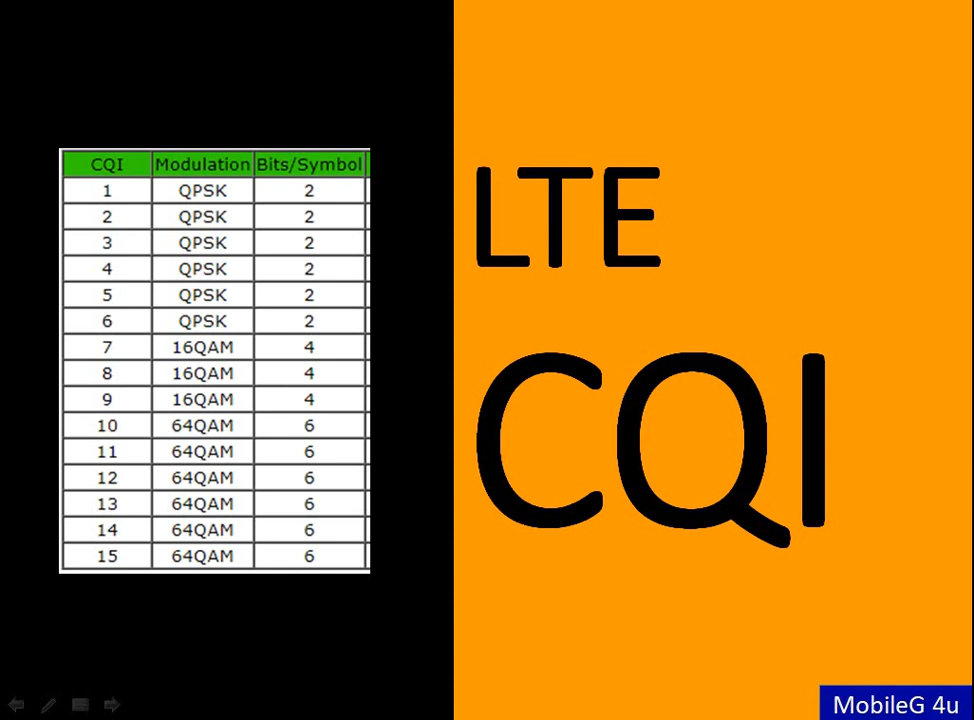 CQI Modulation Bits/Symbol
1 QPSK 2
2 QPSK 2
3 QPSK 2
4 QPSK 2
5 QPSK 2
6 QPSK 2
7 16QAM 4
8 16QAM 4
9 16QAM 4
10 64QAM 6
11 64QAM 6
12 64QAM 6
13 64QAM 6
14 64QAM 6
15 64QAM 6
LTE
CQI
MobileG 4u